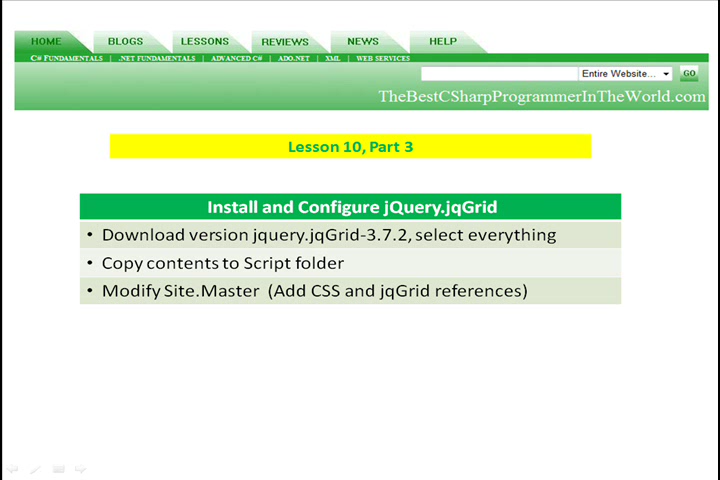 HOME BLOGS LESSONS REVIEWS NEWS HELP
C# FUNDAMENTALS | .NET FUNDAMENTALS | ADVANCED C# | ADO.NET | XML | WEB SERVICES
Entire Website... GO
TheBestCSharpProgrammerInTheWorld.com
Lesson 10, Part 3
Install and Configure jQuery.jqGrid
• Download version jquery.jqGrid-3.7.2, select everything
• Copy contents to Script folder
• Modify Site.Master (Add CSS and jqGrid references)